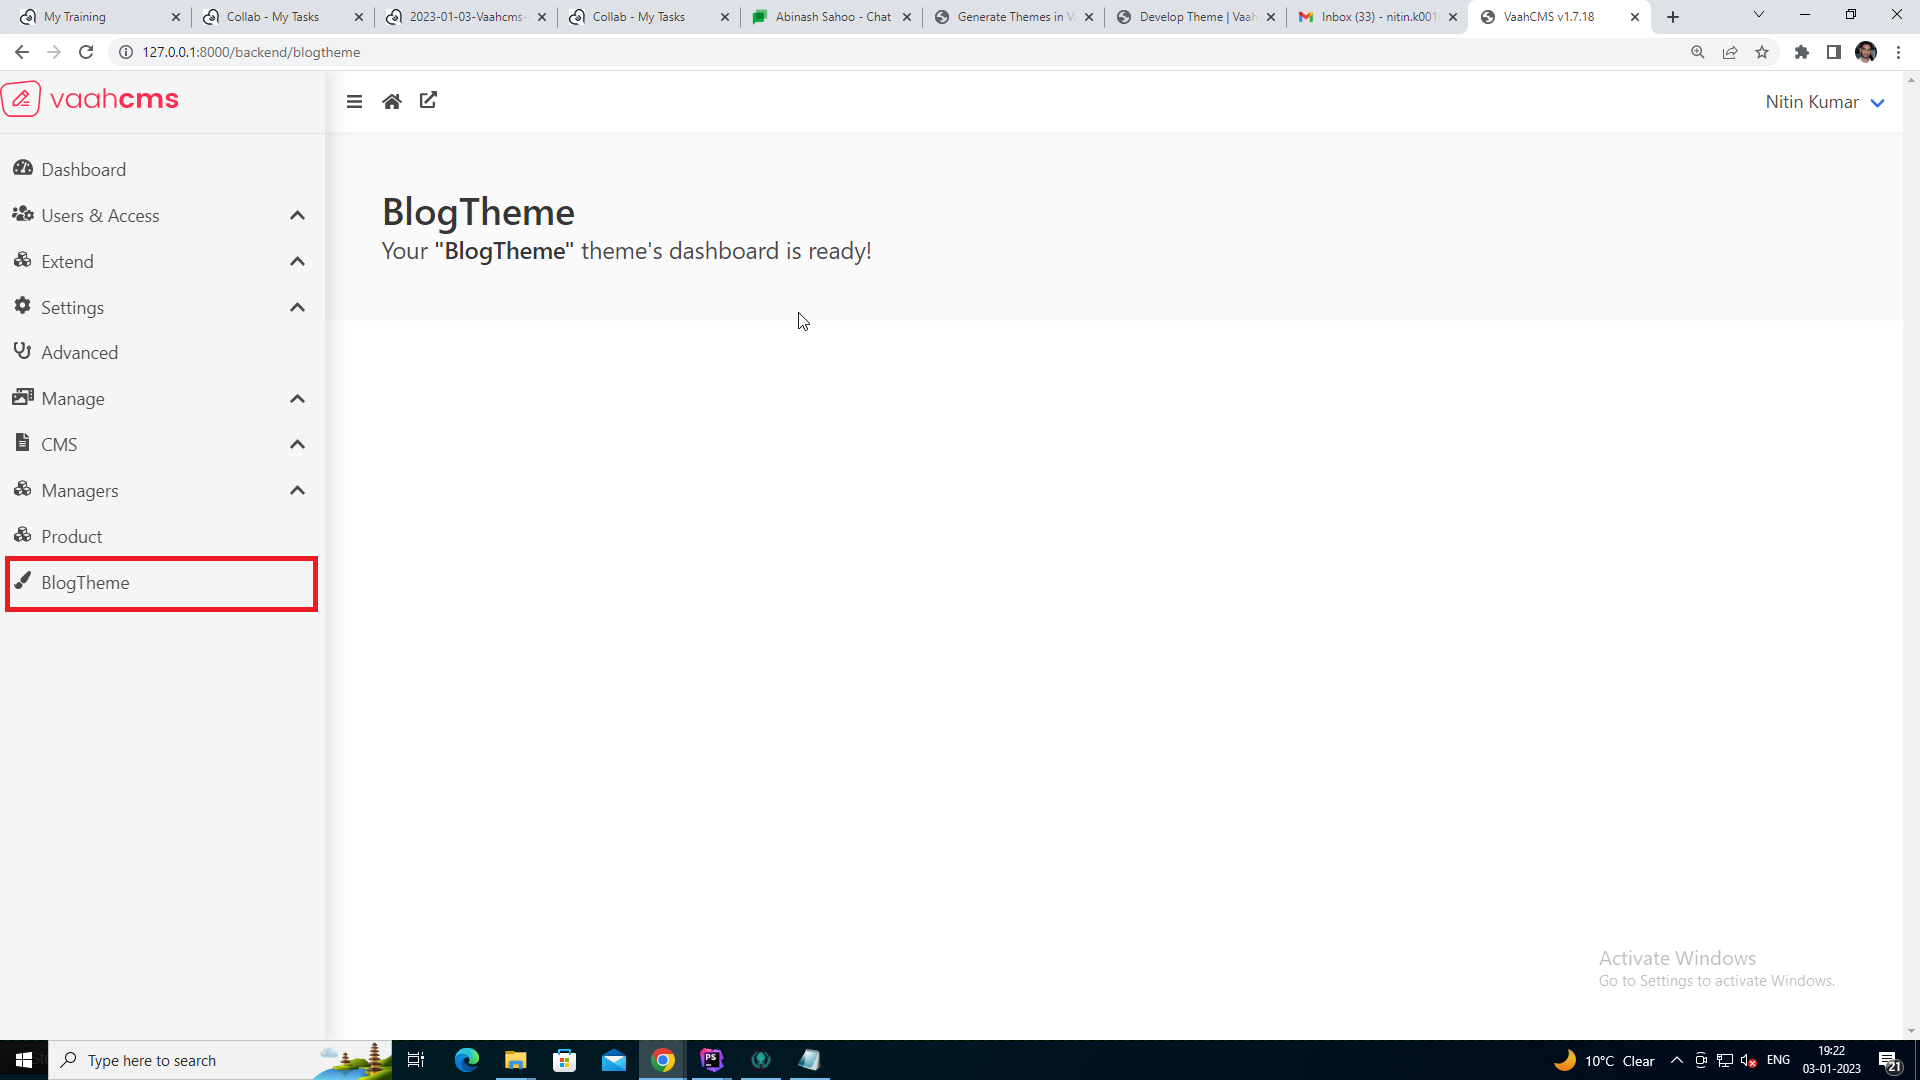 My Training
Collab - My Tasks
2023-01-03-Vaahcms-
Collab - My Tasks
Abinash Sahoo - Chat
Generate Themes in V
Develop Theme | Vaah
Inbox (33) - nitin.k001
VaahCMS v1.7.18
127.0.0.1:8000/backend/blogtheme
vaahcms
Nitin Kumar
Dashboard
Users & Access
Extend
Settings
Advanced
Manage
CMS
Managers
Product
BlogTheme
BlogTheme
Your "BlogTheme" theme's dashboard is ready!
Activate Windows
Go to Settings to activate Windows.
Type here to search
PS
10°C Clear
ENG
19:22
03-01-2023
21